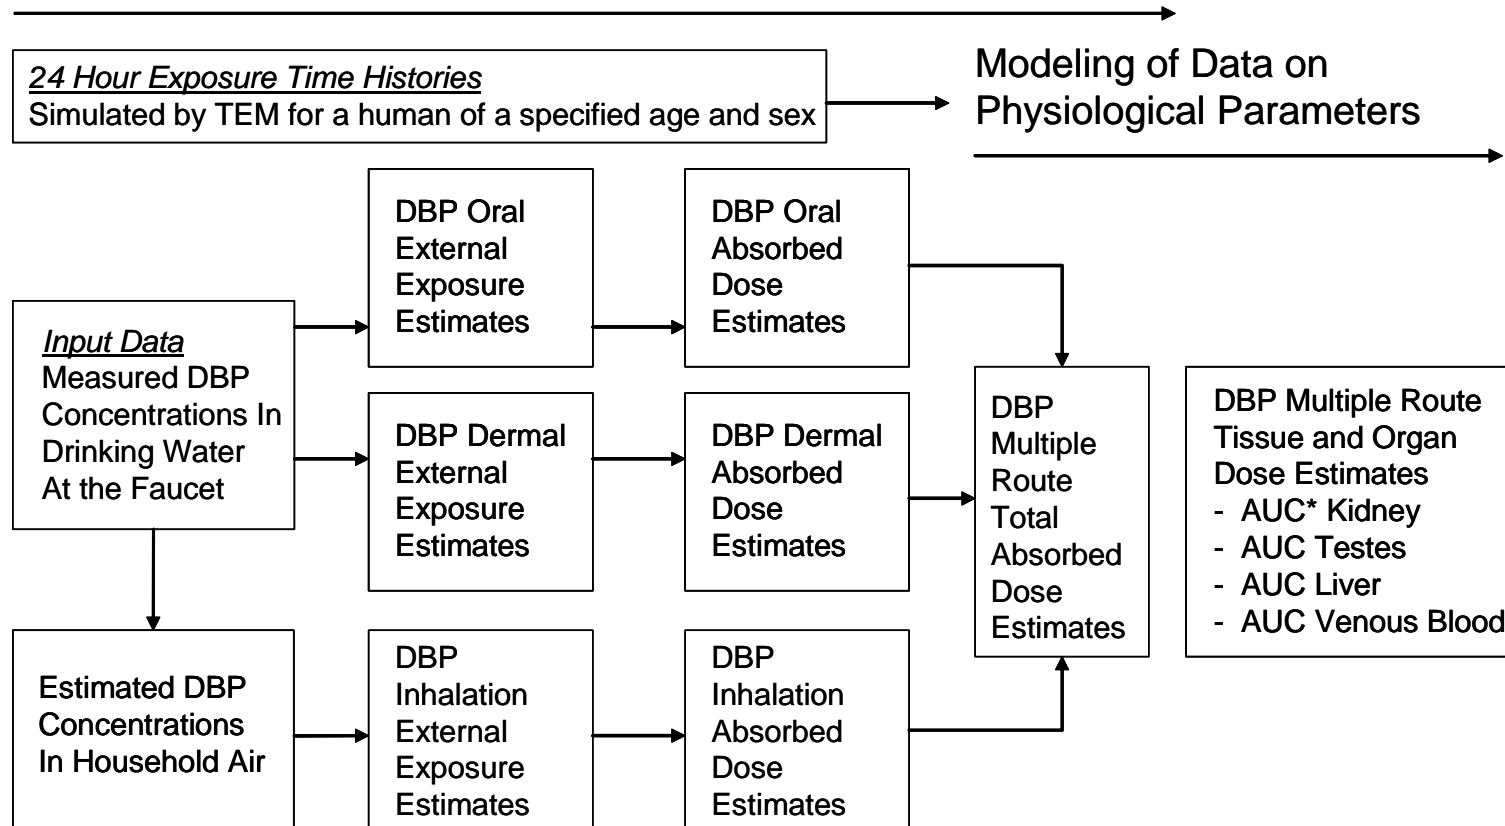 24 Hour Exposure Time Histories
Simulated by TEM for a human of a specified age and sex
Modeling of Data on
Physiological Parameters
Input Data
Measured DBP
Concentrations In
Drinking Water
At the Faucet
Estimated DBP
Concentrations
In Household Air
DBP Oral
External
Exposure
Estimates
DBP Dermal
External
Exposure
Estimates
DBP
Inhalation
External
Exposure
Estimates
DBP Oral
Absorbed
Dose
Estimates
DBP Dermal
Absorbed
Dose
Estimates
DBP
Inhalation
Absorbed
Dose
Estimates
DBP
Multiple
Route
Total
Absorbed
Dose
Estimates
DBP Multiple Route
Tissue and Organ
Dose Estimates
- AUC* Kidney
- AUC Testes
- AUC Liver
- AUC Venous Blood